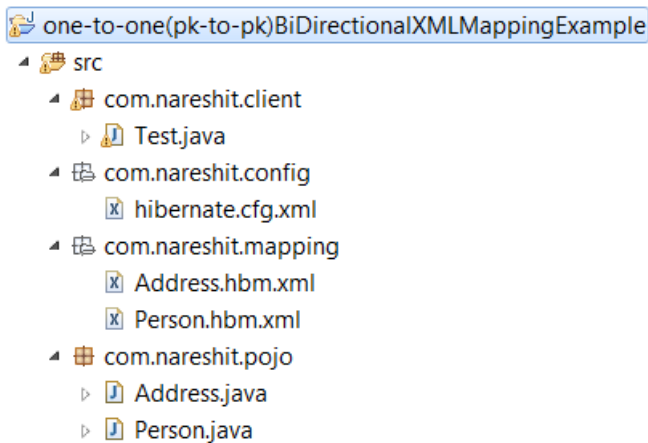 one-to-one(pk-to-pk)BiDirectionalXMLMappingExample
src
com.nareshit.client
Test.java
com.nareshit.config
hibernate.cfg.xml
com.nareshit.mapping
Address.hbm.xml
Person.hbm.xml
com.nareshit.pojo
Address.java
Person.java